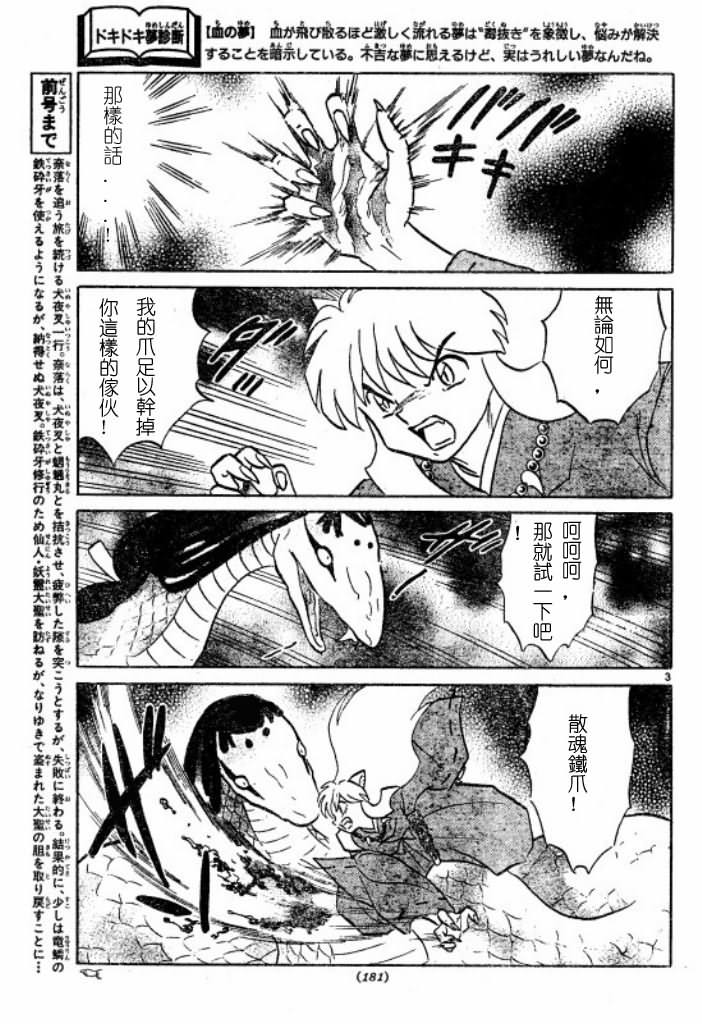 ドキドキ夢診断
【血の夢】 血が飛び散るほど激しく流れる夢は“毒抜き”を象徴し、悩みが解決
することを暗示している。不吉な夢に思えるけど、実はうれしい夢なんだね。
前号まで
奈落を追う旅を続ける犬夜叉一行。奈落は、犬夜叉と魍魎丸とを拮抗させ、疲弊した隙を突こうとするが、失敗に終わる。結果的に、少しは竜鱗の
鉄砕牙を使えるようになるが、納得せぬ犬夜叉。鉄砕牙修行のため仙人・妖霊大聖を訪ねるが、なりゆきで盗まれた大聖の胆を取り戻すことに…
那樣的話
...！
無論如何，
我的爪足以幹掉
你這樣的傢伙！
呵呵呵，
那就試一下吧
！
3
散魂鐵爪！
(181)